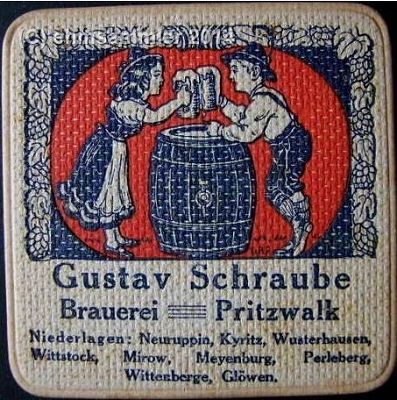 Gustav Schraube
Brauerei Pritzwalk
Niederlagen: Neuruppin, Kyritz, Wusterhausen,
Wittstock, Mirow, Meyenburg, Perleberg,
Wittenberge, Glöwen.